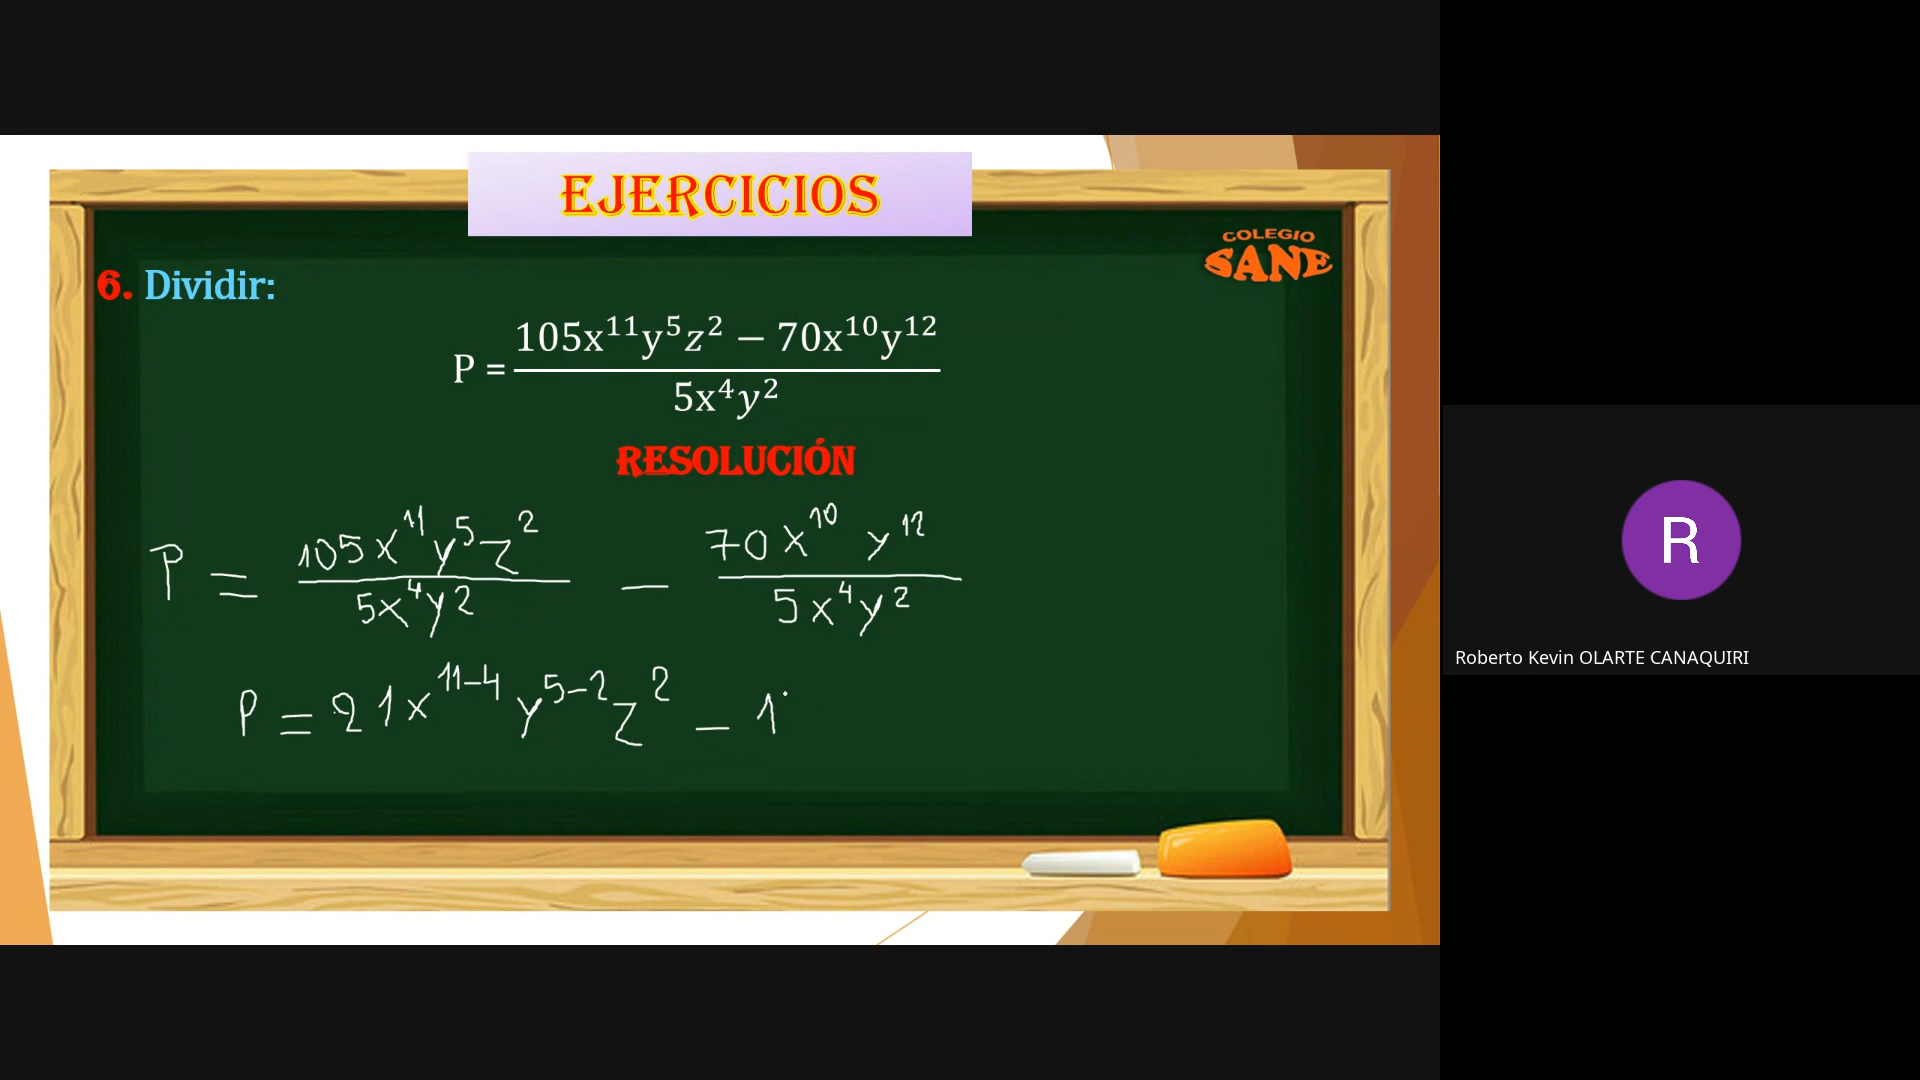 EJERCICIOS
COLEGIO
SANE
6. Dividir:
P = (105x¹¹y⁵z² − 70x¹⁰y¹²) / (5x⁴y²)
RESOLUCIÓN
P = 105x¹¹y⁵z² / 5x⁴y² − 70x¹⁰y¹² / 5x⁴y²
P = 21x¹¹⁻⁴y⁵⁻²z² − 1
R
Roberto Kevin OLARTE CANAQUIRI